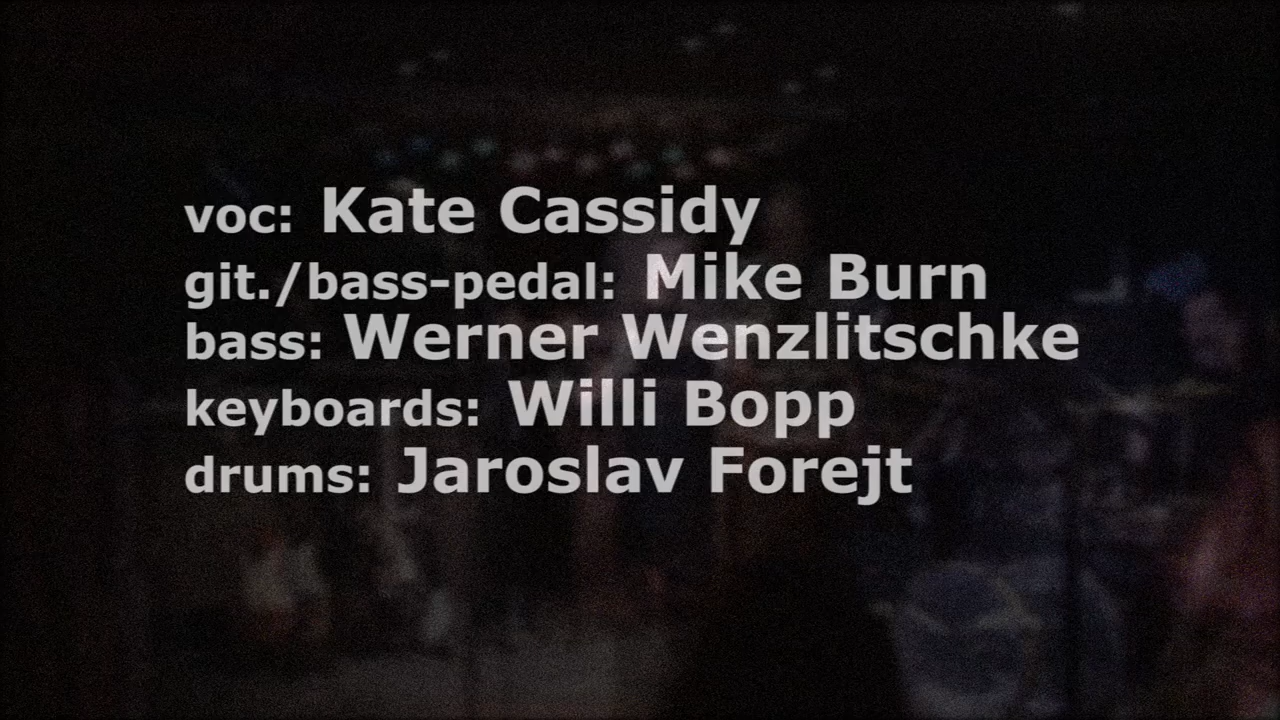 voc: Kate Cassidy
git./bass-pedal: Mike Burn
bass: Werner Wenzlitschke
keyboards: Willi Bopp
drums: Jaroslav Forejt